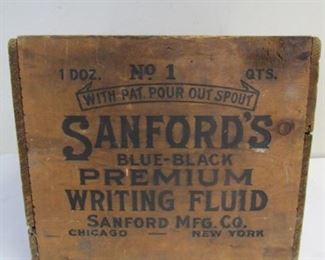 1 DOZ. No 1 QTS.
WITH PAT. POUR OUT SPOUT
SANFORD'S
BLUE-BLACK
PREMIUM
WRITING FLUID
SANFORD MFG. CO.
CHICAGO — NEW YORK